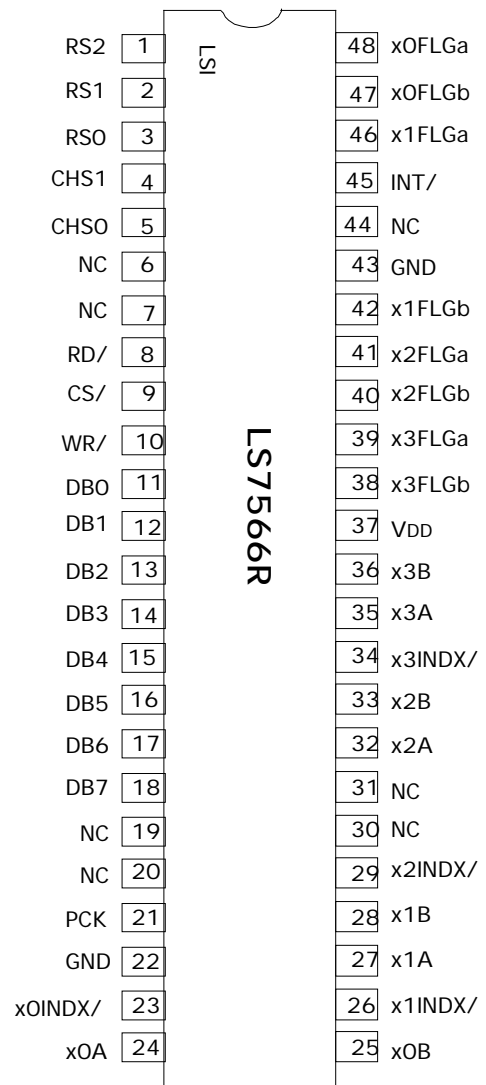 RS2 1 48 x0FLGa
RS1 2 47 x0FLGb
RS0 3 46 x1FLGa
CHS1 4 45 INT/
CHS0 5 44 NC
NC 6 43 GND
NC 7 42 x1FLGb
RD/ 8 41 x2FLGa
CS/ 9 40 x2FLGb
WR/ 10 39 x3FLGa
DB0 11 38 x3FLGb
DB1 12 37 VDD
DB2 13 36 x3B
DB3 14 35 x3A
DB4 15 34 x3INDX/
DB5 16 33 x2B
DB6 17 32 x2A
DB7 18 31 NC
NC 19 30 NC
NC 20 29 x2INDX/
PCK 21 28 x1B
GND 22 27 x1A
x0INDX/ 23 26 x1INDX/
x0A 24 25 x0B
LSI
LS7566R